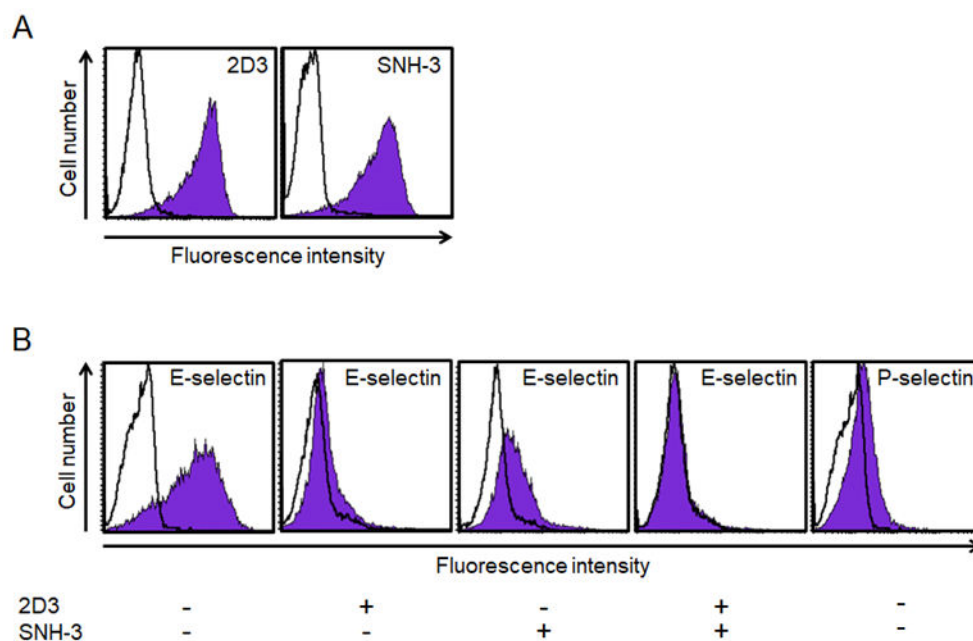 A
2D3 SNH-3
Cell number
Fluorescence intensity
B
E-selectin E-selectin E-selectin E-selectin P-selectin
Cell number
Fluorescence intensity
2D3 - + - + -
SNH-3 - - + + -